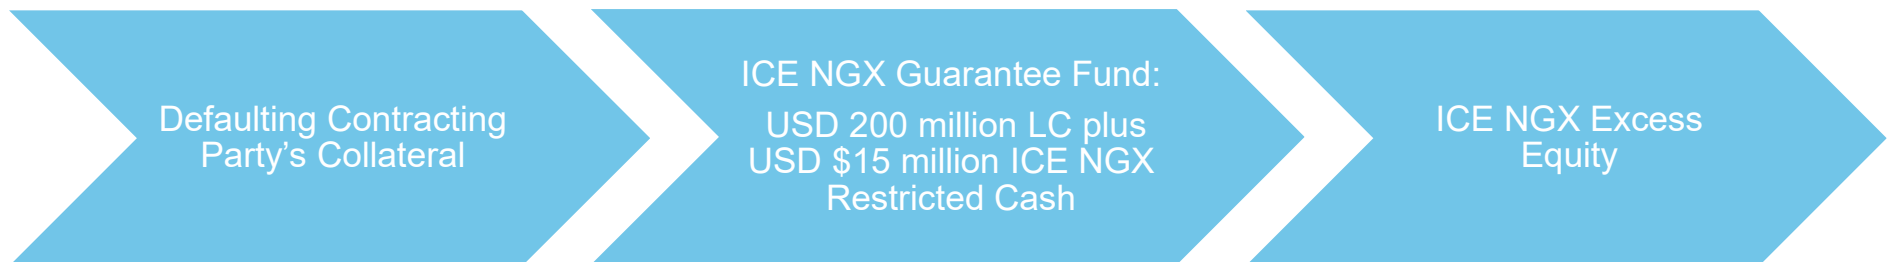 Defaulting Contracting
Party’s Collateral
ICE NGX Guarantee Fund:
USD 200 million LC plus
USD $15 million ICE NGX
Restricted Cash
ICE NGX Excess
Equity